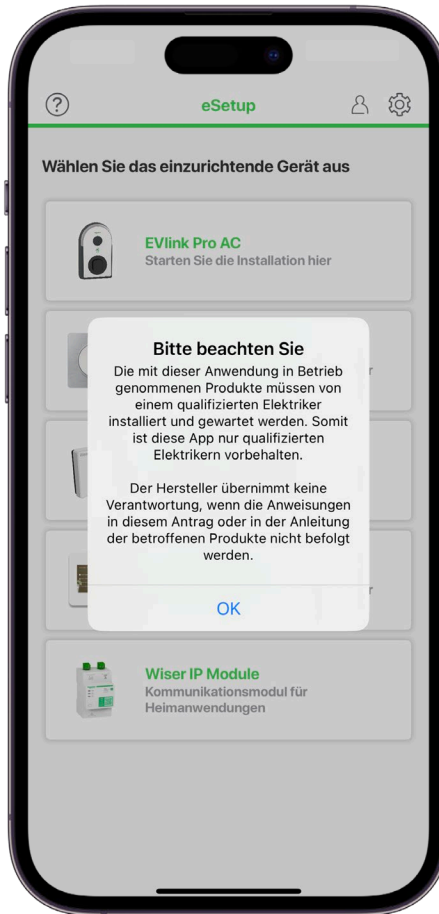 eSetup
Wählen Sie das einzurichtende Gerät aus
EVlink Pro AC
Starten Sie die Installation hier
Bitte beachten Sie
Die mit dieser Anwendung in Betrieb
genommenen Produkte müssen von
einem qualifizierten Elektriker
installiert und gewartet werden. Somit
ist diese App nur qualifizierten
Elektrikern vorbehalten.
Der Hersteller übernimmt keine
Verantwortung, wenn die Anweisungen
in diesem Antrag oder in der Anleitung
der betroffenen Produkte nicht befolgt
werden.
OK
Wiser IP Module
Kommunikationsmodul für
Heimanwendungen